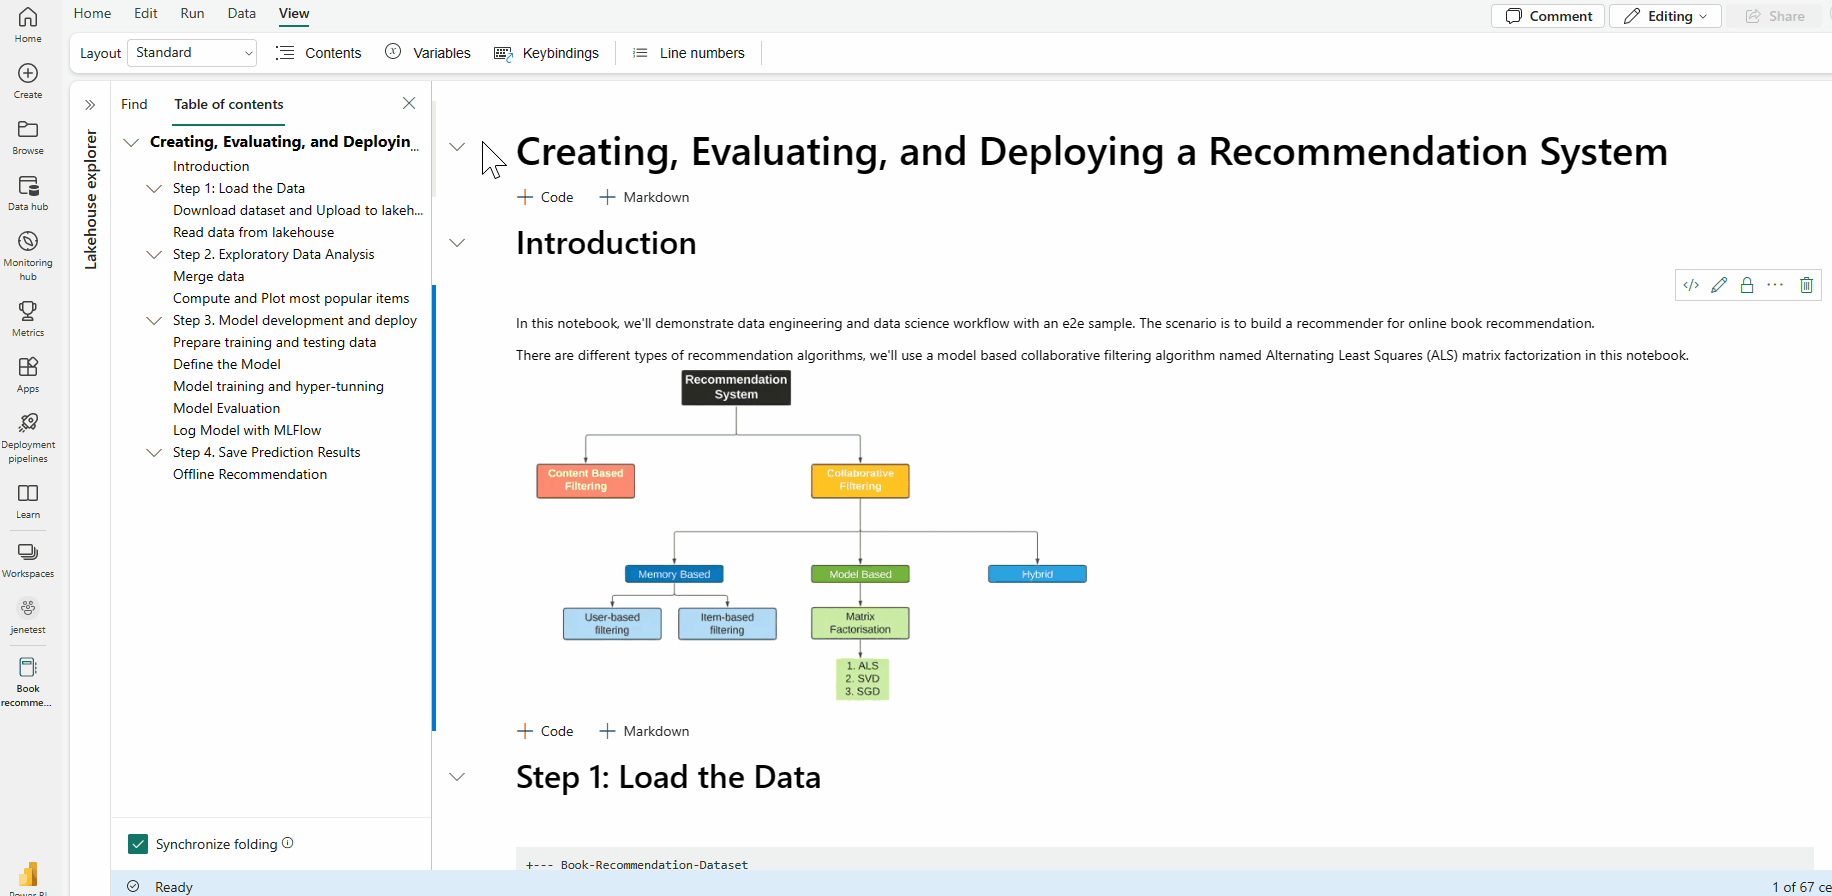 Home
Edit
Run
Data
View
Comment
Editing
Share
Layout
Standard
Contents
Variables
Keybindings
Line numbers
Home
Create
Browse
Data hub
Monitoring
hub
Metrics
Apps
Deployment
pipelines
Learn
Workspaces
jenetest
Book
recomme...
Lakehouse explorer
Find
Table of contents
Creating, Evaluating, and Deployin...
Introduction
Step 1: Load the Data
Download dataset and Upload to lakeh...
Read data from lakehouse
Step 2. Exploratory Data Analysis
Merge data
Compute and Plot most popular items
Step 3. Model development and deploy
Prepare training and testing data
Define the Model
Model training and hyper-tunning
Model Evaluation
Log Model with MLFlow
Step 4. Save Prediction Results
Offline Recommendation
Synchronize folding
Creating, Evaluating, and Deploying a Recommendation System
Code
Markdown
Introduction
In this notebook, we'll demonstrate data engineering and data science workflow with an e2e sample. The scenario is to build a recommender for online book recommendation.
There are different types of recommendation algorithms, we'll use a model based collaborative filtering algorithm named Alternating Least Squares (ALS) matrix factorization in this notebook.
Recommendation
System
Content Based
Filtering
Collaborative
Filtering
Memory Based
Model Based
Hybrid
User-based
filtering
Item-based
filtering
Matrix
Factorisation
1. ALS
2. SVD
3. SGD
Code
Markdown
Step 1: Load the Data
+--- Book-Recommendation-Dataset
Ready
1 of 67 ce